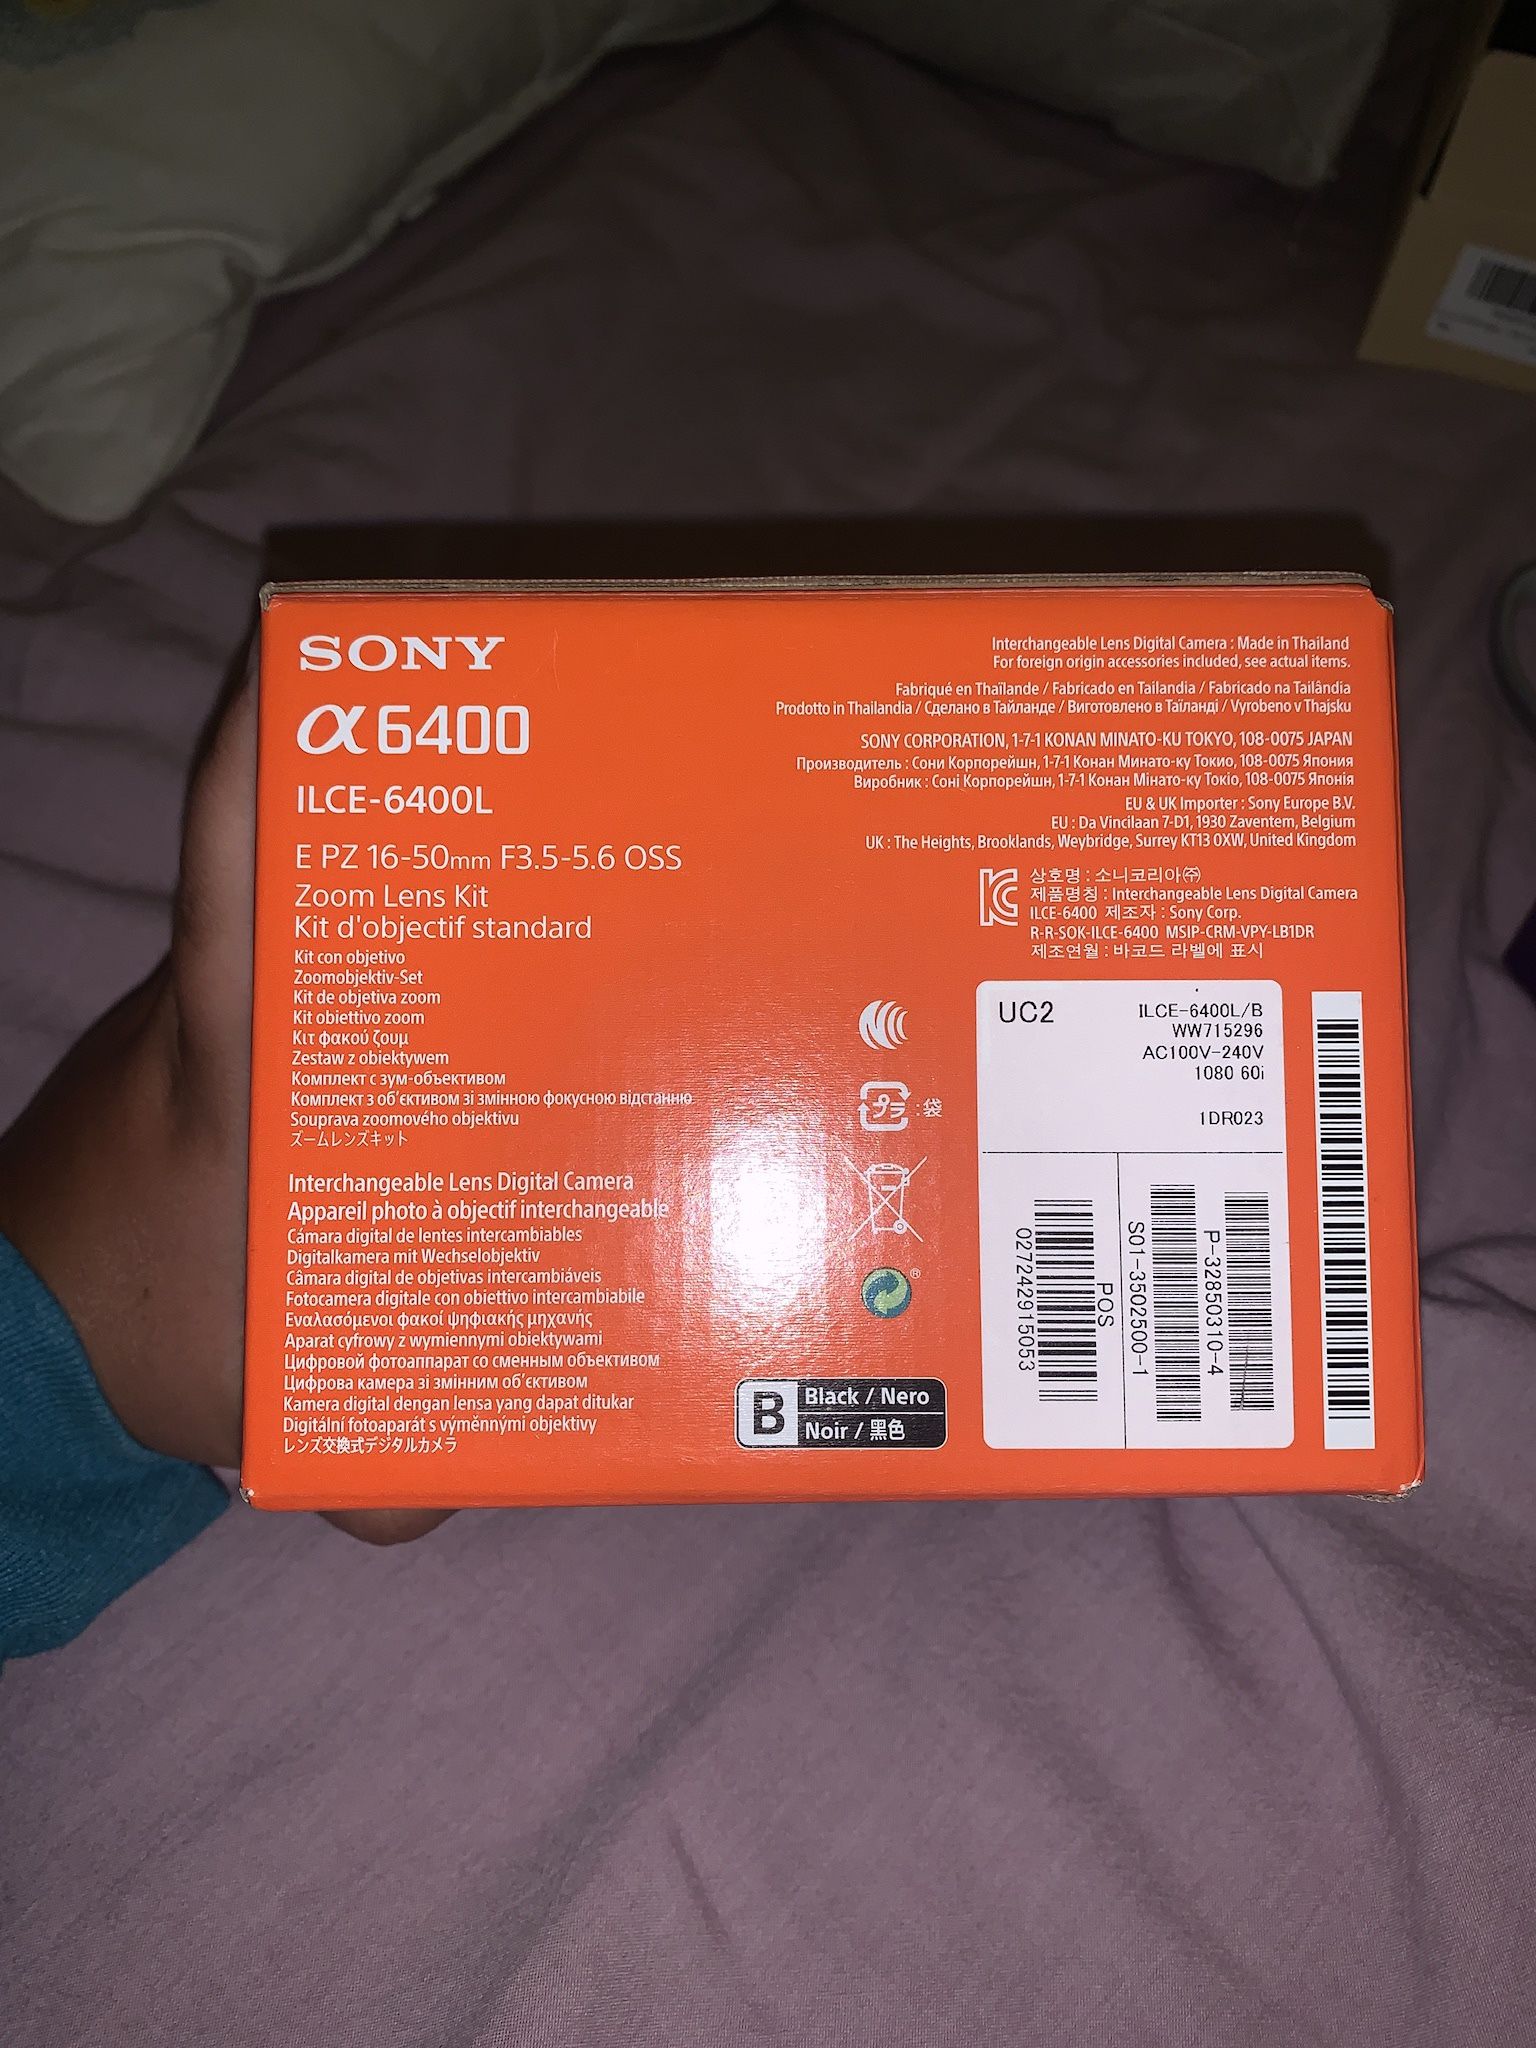 SONY
α6400
ILCE-6400L
E PZ 16-50mm F3.5-5.6 OSS
Zoom Lens Kit
Kit d'objectif standard
Kit con objetivo
Zoomobjektiv-Set
Kit de objetiva zoom
Kit obiettivo zoom
Κιτ φακού ζουμ
Zestaw z obiektywem
Комплект с зум-объективом
Комплект з об'єктивом зі змінною фокусною відстанню
Souprava zoomového objektivu
ズームレンズキット
Interchangeable Lens Digital Camera
Appareil photo à objectif interchangeable
Cámara digital de lentes intercambiables
Digitalkamera mit Wechselobjektiv
Câmara digital de objetivas intercambiáveis
Fotocamera digitale con obiettivo intercambiabile
Εναλασόμενοι φακοί ψηφιακής μηχανής
Aparat cyfrowy z wymiennymi obiektywami
Цифровой фотоаппарат со сменным объективом
Цифрова камера зі змінним об'єктивом
Kamera digital dengan lensa yang dapat ditukar
Digitální fotoaparát s výměnnými objektivy
レンズ交換式デジタルカメラ
Interchangeable Lens Digital Camera : Made in Thailand
For foreign origin accessories included, see actual items.
Fabriqué en Thaïlande / Fabricado en Tailandia / Fabricado na Tailândia
Prodotto in Thailandia / Сделано в Тайланде / Виготовлено в Таїланді / Vyrobeno v Thajsku
SONY CORPORATION, 1-7-1 KONAN MINATO-KU TOKYO, 108-0075 JAPAN
Производитель : Сони Корпорейшн, 1-7-1 Конан Минато-ку Токио, 108-0075 Япония
Виробник : Соні Корпорейшн, 1-7-1 Конан Мінато-ку Токіо, 108-0075 Японія
EU & UK Importer : Sony Europe B.V.
EU : Da Vincilaan 7-D1, 1930 Zaventem, Belgium
UK : The Heights, Brooklands, Weybridge, Surrey KT13 0XW, United Kingdom
상호명 : 소니코리아㈜
제품명칭 : Interchangeable Lens Digital Camera
ILCE-6400 제조자 : Sony Corp.
R-R-SOK-ILCE-6400 MSIP-CRM-VPY-LB1DR
제조연월 : 바코드 라벨에 표시
プラ : 袋
B
Black / Nero
Noir / 黑色
UC2
ILCE-6400L/B
WW715296
AC100V-240V
1080 60i
1DR023
POS
027242915053
S01-3502500-1
P-32850310-4